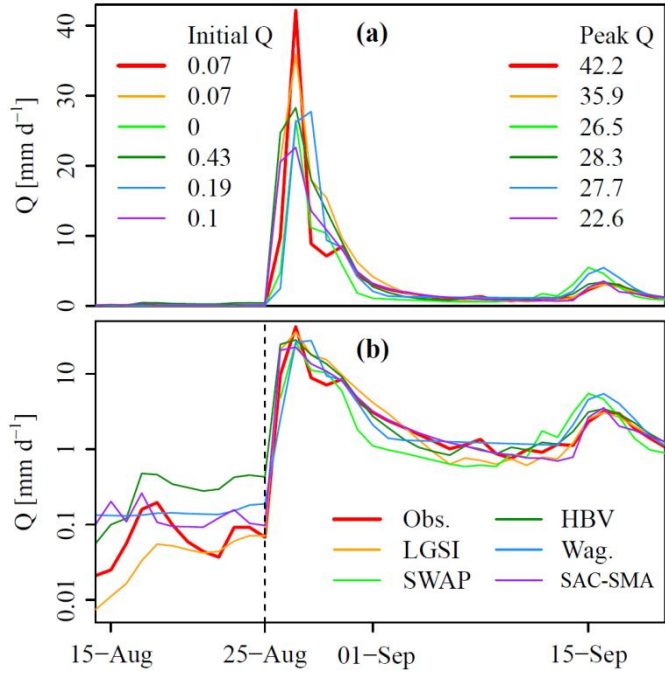 (a)
Initial Q Peak Q
0.07 42.2
0.07 35.9
0 26.5
0.43 28.3
0.19 27.7
0.1 22.6
Q [mm d⁻¹]
40
30
20
10
0
(b)
Q [mm d⁻¹]
10
1
0.1
0.01
Obs. HBV
LGSI Wag.
SWAP SAC-SMA
15-Aug 25-Aug 01-Sep 15-Sep